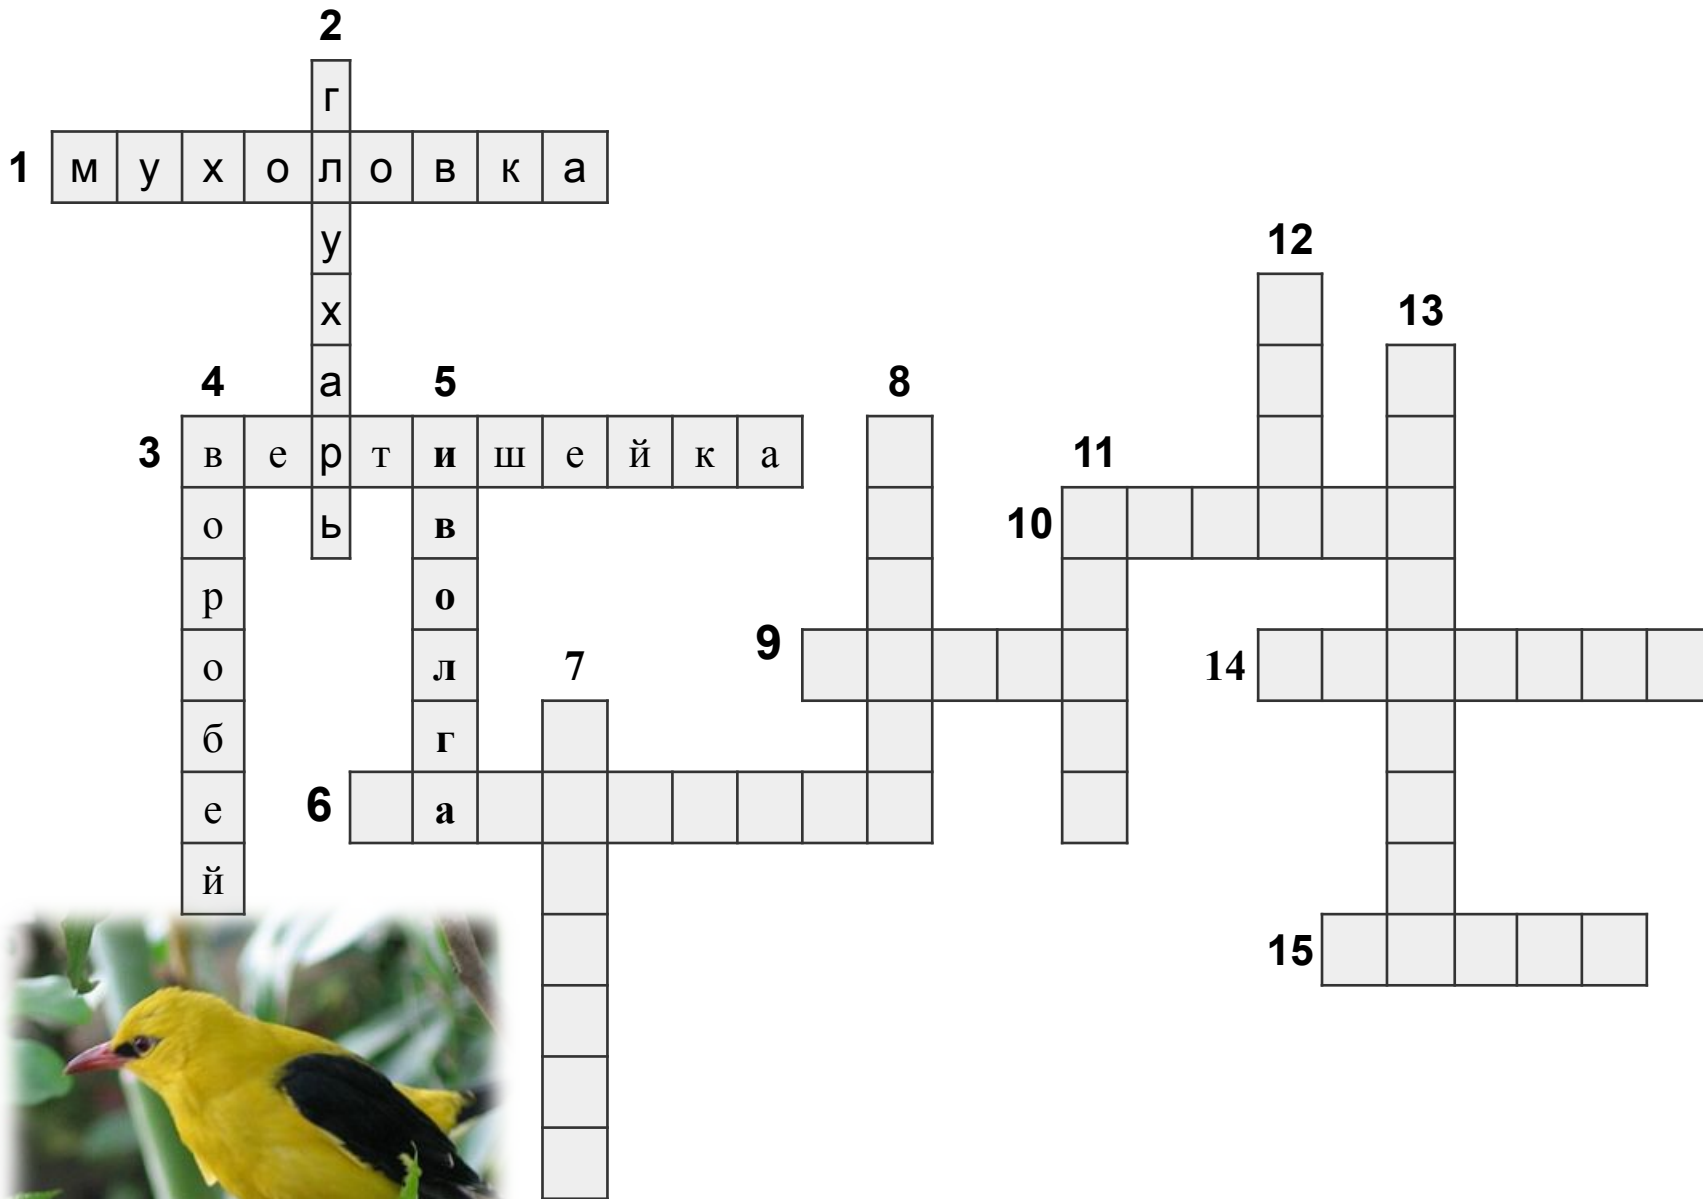 2
г
1 мухоловка
у
12
х
13
4 а 5 8
3 вертишейка 11
о ь в 10
р о
о л 7 9 14
б г
е 6 а
й
15